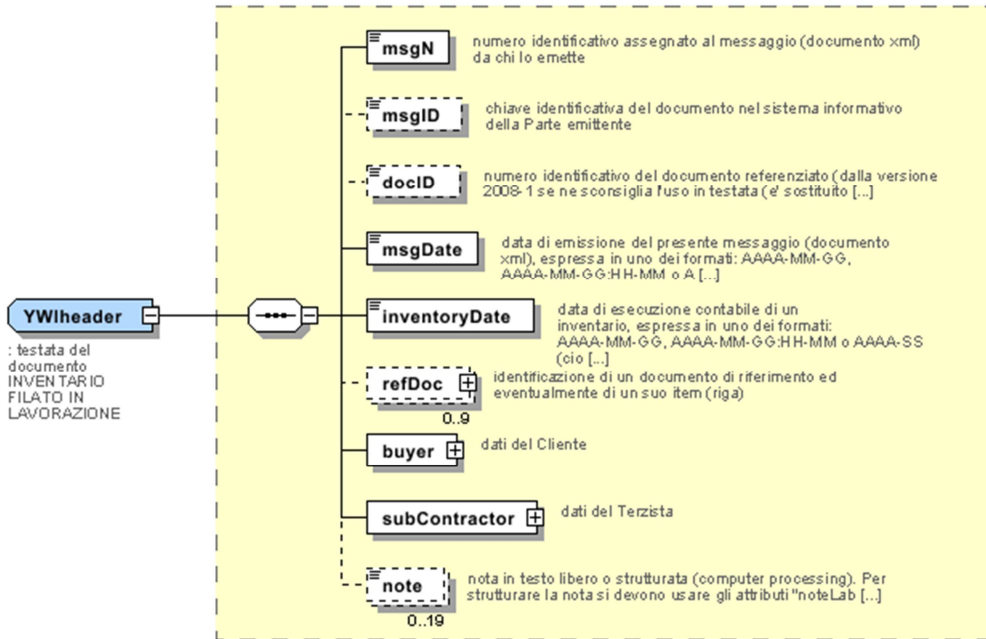 msgN
numero identificativo assegnato al messaggio (documento xml)
da chi lo emette
msgID
chiave identificativa del documento nel sistema informativo
della Parte emittente
docID
numero identificativo del documento referenziato (dalla versione
2008-1 se ne sconsiglia l'uso in testata (e' sostituito [...]
msgDate
data di emissione del presente messaggio (documento
xml), espressa in uno dei formati: AAAA-MM-GG,
AAAA-MM-GG:HH-MM o A [...]
YWIheader
: testata del
documento
INVENTARIO
FILATO IN
LAVORAZIONE
inventoryDate
data di esecuzione contabile di un
inventario, espressa in uno dei formati:
AAAA-MM-GG, AAAA-MM-GG:HH-MM o AAAA-SS
(cio [...]
refDoc
identificazione di un documento di riferimento ed
eventualmente di un suo item (riga)
0..9
buyer
dati del Cliente
subContractor
dati del Terzista
note
nota in testo libero o strutturata (computer processing). Per
strutturare la nota si devono usare gli attributi "noteLab [...]
0..19